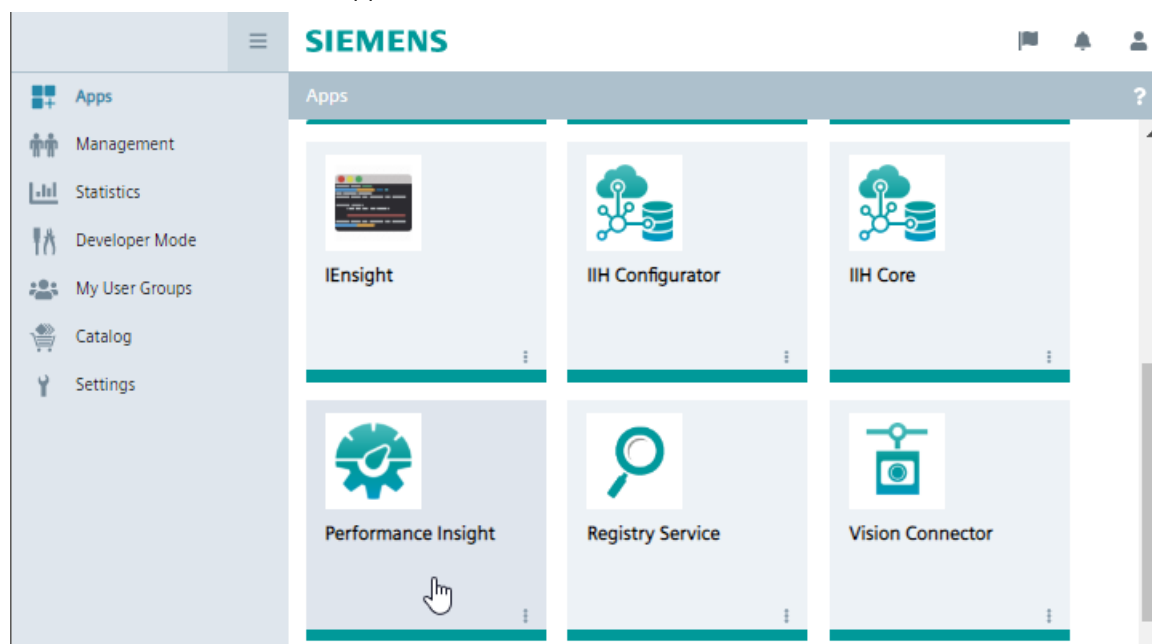 SIEMENS
Apps
Management
Statistics
Developer Mode
My User Groups
Catalog
Settings
Apps
?
IEnsight
IIH Configurator
IIH Core
Performance Insight
Registry Service
Vision Connector